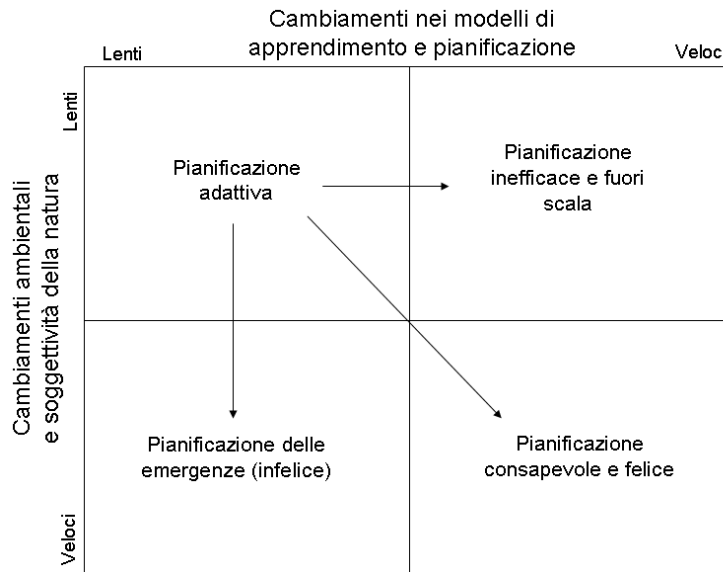 Cambiamenti nei modelli di
apprendimento e pianificazione
Lenti
Veloci
Lenti
Cambiamenti ambientali
e soggettività della natura
Veloci
Pianificazione
adattiva
Pianificazione
inefficace e fuori
scala
Pianificazione delle
emergenze (infelice)
Pianificazione
consapevole e felice